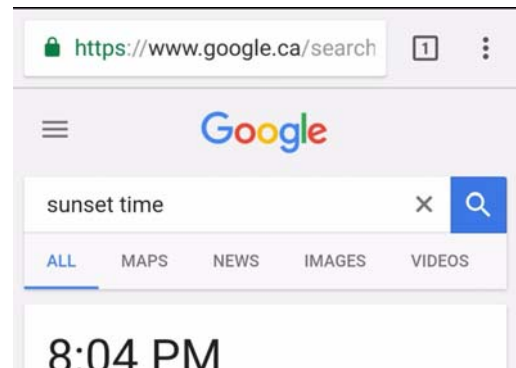 https://www.google.ca/search
1
Google
sunset time
ALL MAPS NEWS IMAGES VIDEOS
8:04 PM